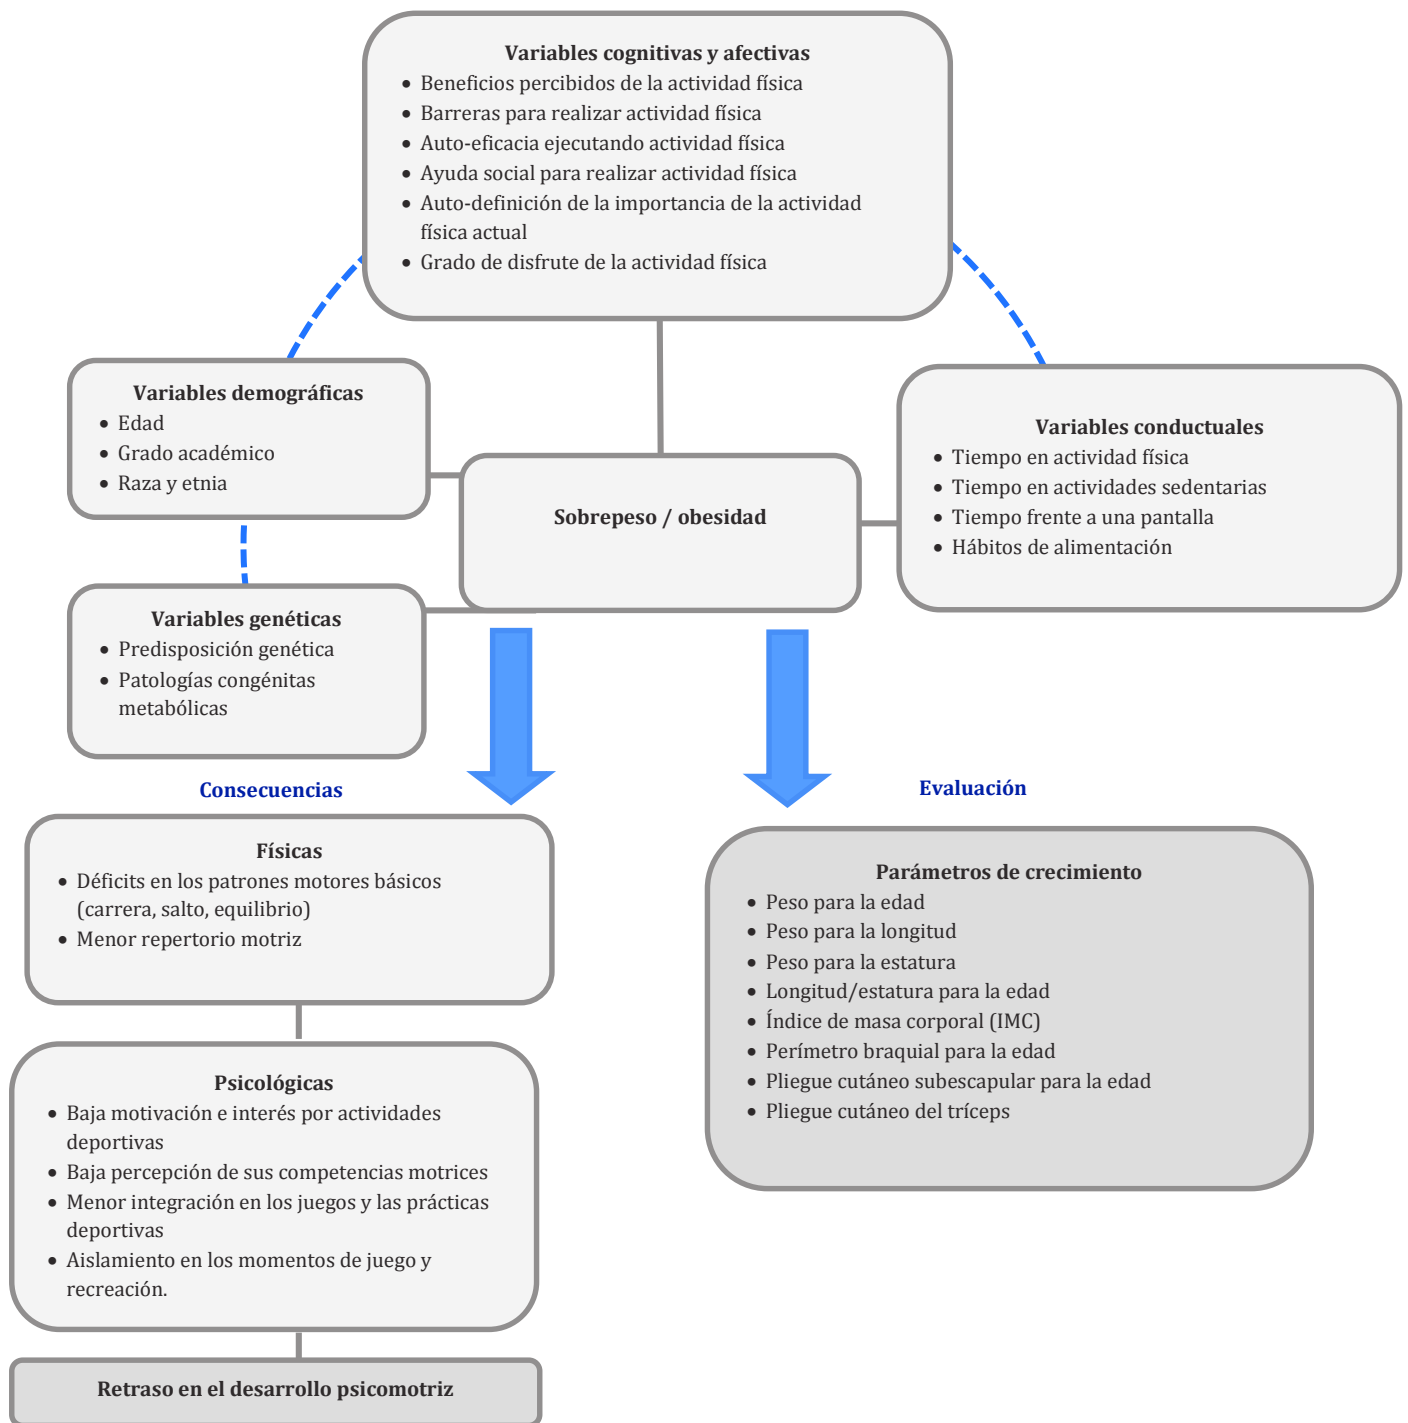 Variables cognitivas y afectivas
• Beneficios percibidos de la actividad física
• Barreras para realizar actividad física
• Auto-eficacia ejecutando actividad física
• Ayuda social para realizar actividad física
• Auto-definición de la importancia de la actividad
física actual
• Grado de disfrute de la actividad física
Variables demográficas
• Edad
• Grado académico
• Raza y etnia
Variables conductuales
• Tiempo en actividad física
• Tiempo en actividades sedentarias
• Tiempo frente a una pantalla
• Hábitos de alimentación
Sobrepeso / obesidad
Variables genéticas
• Predisposición genética
• Patologías congénitas
metabólicas
Consecuencias
Físicas
• Déficits en los patrones motores básicos
(carrera, salto, equilibrio)
• Menor repertorio motriz
Psicológicas
• Baja motivación e interés por actividades
deportivas
• Baja percepción de sus competencias motrices
• Menor integración en los juegos y las prácticas
deportivas
• Aislamiento en los momentos de juego y
recreación.
Retraso en el desarrollo psicomotriz
Evaluación
Parámetros de crecimiento
• Peso para la edad
• Peso para la longitud
• Peso para la estatura
• Longitud/estatura para la edad
• Índice de masa corporal (IMC)
• Perímetro braquial para la edad
• Pliegue cutáneo subescapular para la edad
• Pliegue cutáneo del tríceps